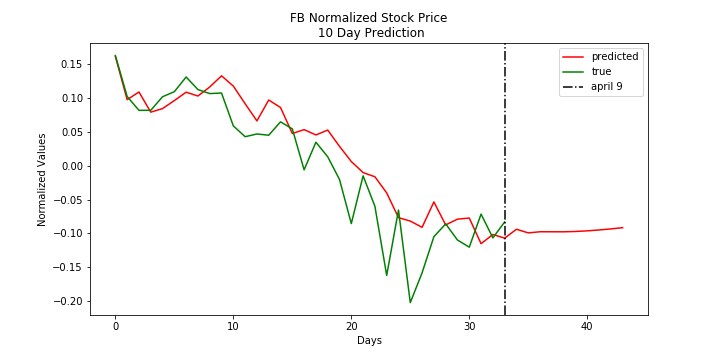 FB Normalized Stock Price
10 Day Prediction
predicted
true
april 9
0.15
0.10
0.05
0.00
−0.05
−0.10
−0.15
−0.20
Normalized Values
0 10 20 30 40
Days